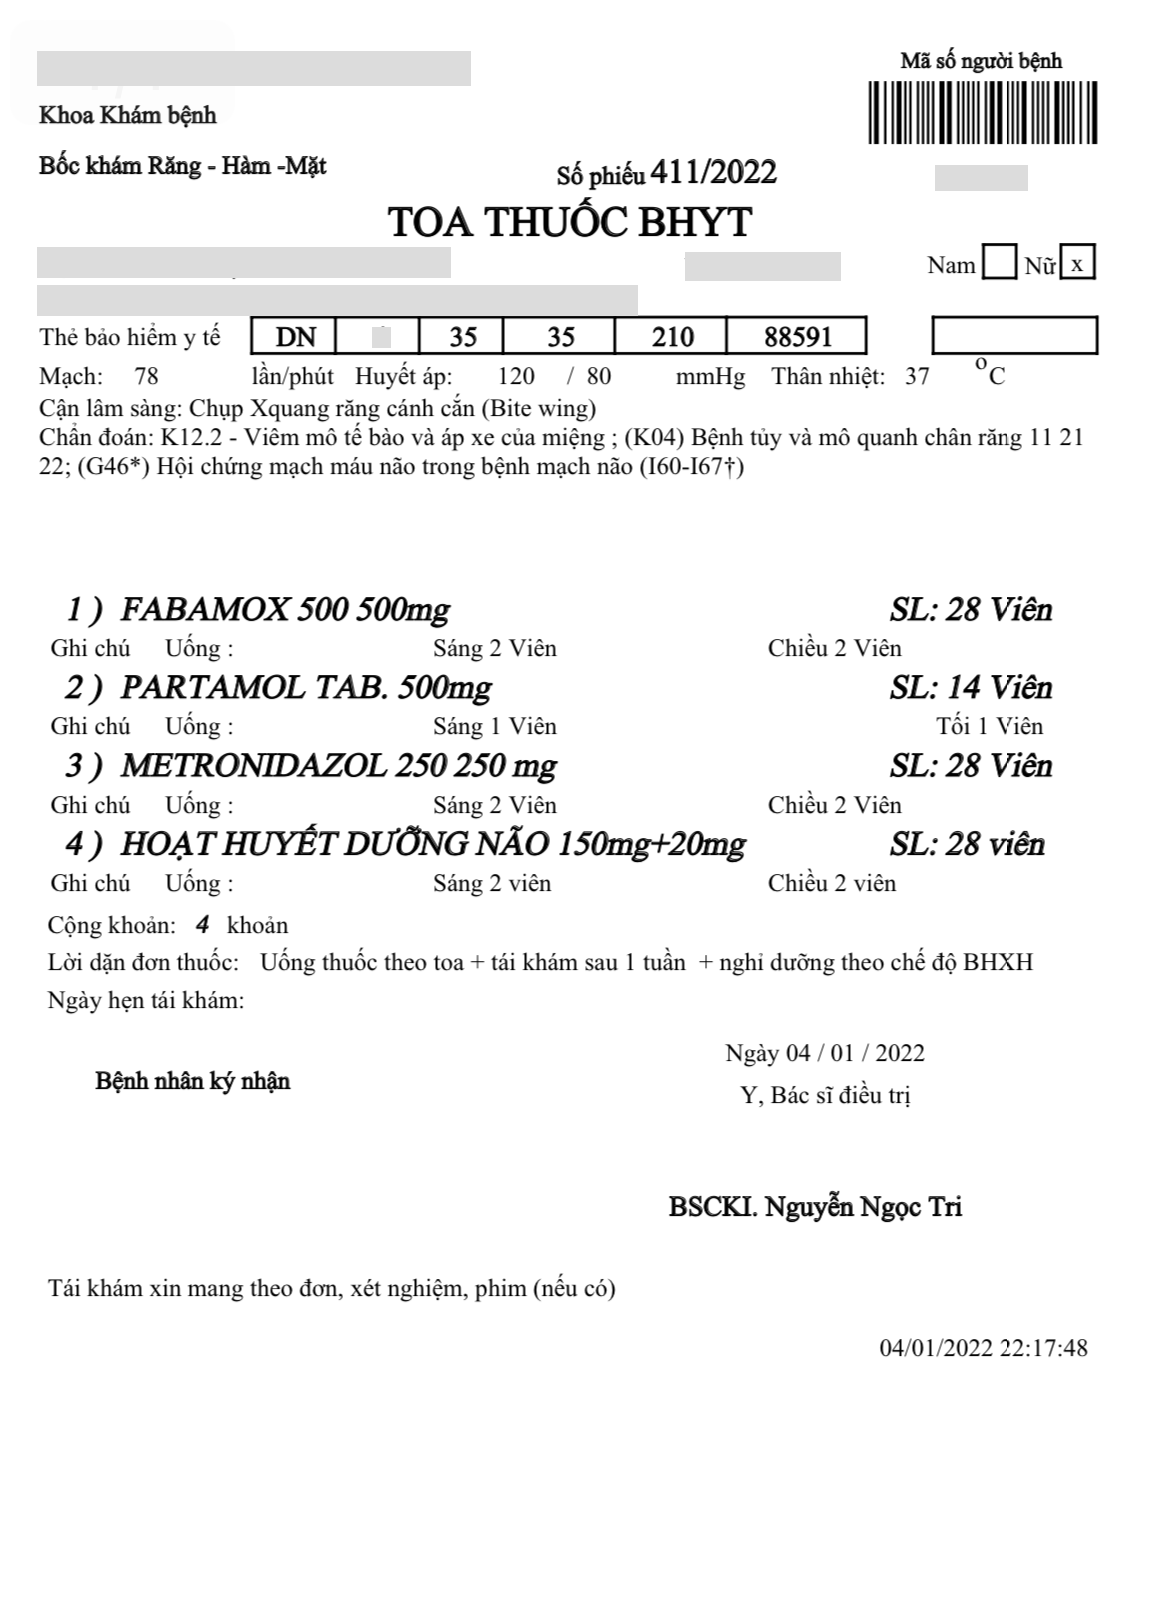 Mã số người bệnh
Khoa Khám bệnh
Bốc khám Răng - Hàm -Mặt
Số phiếu 411/2022
TOA THUỐC BHYT
Nam Nữ x
Thẻ bảo hiểm y tế DN 35 35 210 88591
Mạch: 78 lần/phút Huyết áp: 120 / 80 mmHg Thân nhiệt: 37 °C
Cận lâm sàng: Chụp Xquang răng cánh cắn (Bite wing)
Chẩn đoán: K12.2 - Viêm mô tế bào và áp xe của miệng ; (K04) Bệnh tủy và mô quanh chân răng 11 21
22; (G46*) Hội chứng mạch máu não trong bệnh mạch não (I60-I67†)
1 ) FABAMOX 500 500mg SL: 28 Viên
Ghi chú Uống : Sáng 2 Viên Chiều 2 Viên
2 ) PARTAMOL TAB. 500mg SL: 14 Viên
Ghi chú Uống : Sáng 1 Viên Tối 1 Viên
3 ) METRONIDAZOL 250 250 mg SL: 28 Viên
Ghi chú Uống : Sáng 2 Viên Chiều 2 Viên
4 ) HOẠT HUYẾT DƯỠNG NÃO 150mg+20mg SL: 28 viên
Ghi chú Uống : Sáng 2 viên Chiều 2 viên
Cộng khoản: 4 khoản
Lời dặn đơn thuốc: Uống thuốc theo toa + tái khám sau 1 tuần + nghỉ dưỡng theo chế độ BHXH
Ngày hẹn tái khám:
Ngày 04 / 01 / 2022
Bệnh nhân ký nhận
Y, Bác sĩ điều trị
BSCKI. Nguyễn Ngọc Tri
Tái khám xin mang theo đơn, xét nghiệm, phim (nếu có)
04/01/2022 22:17:48